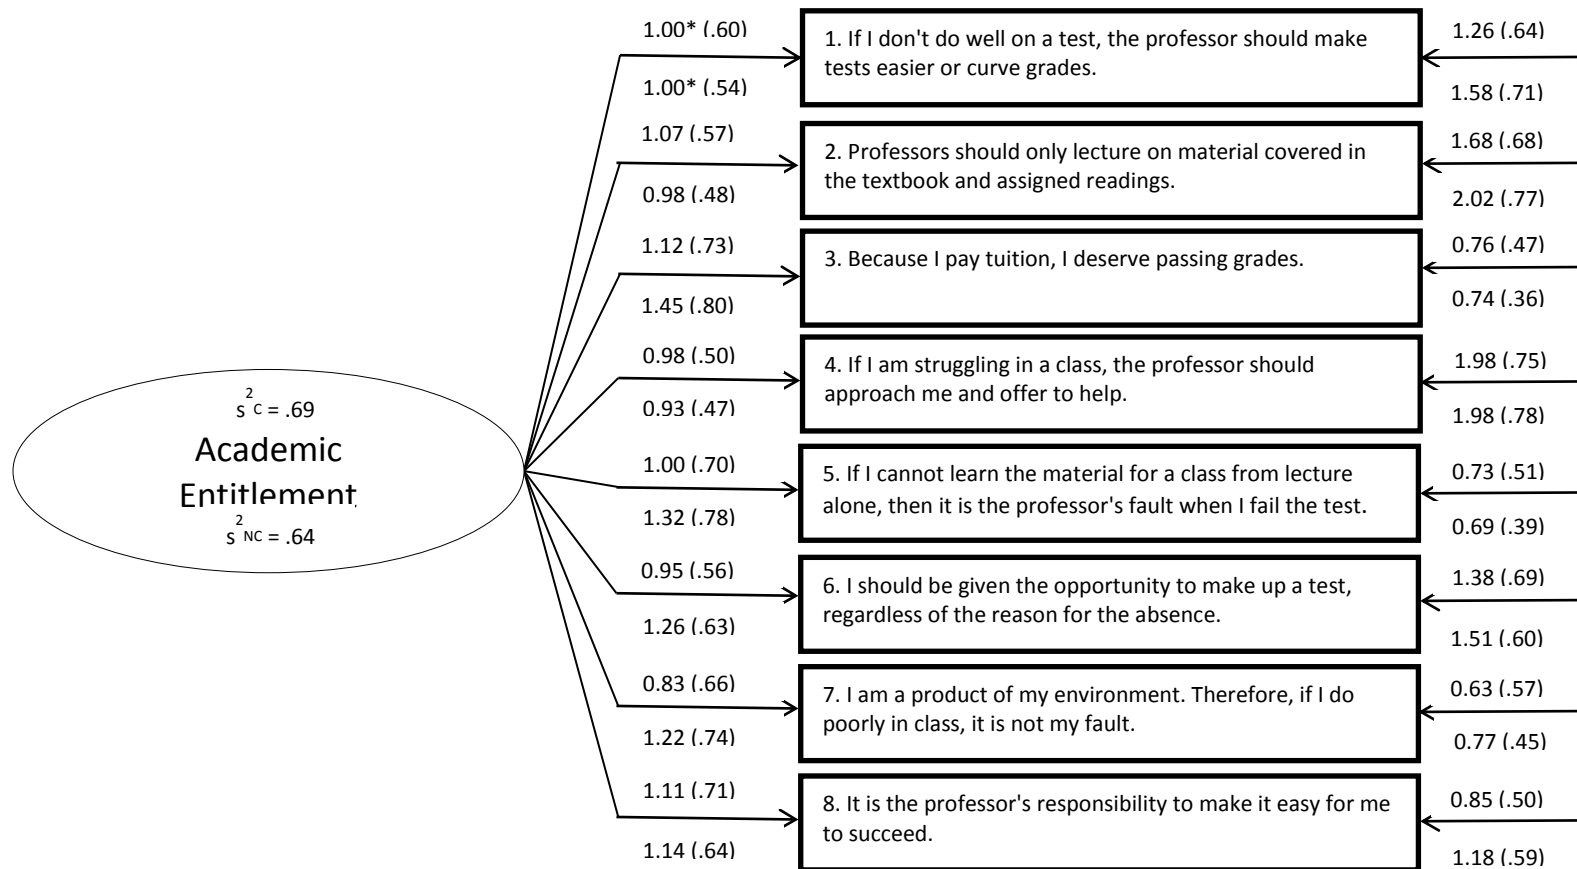 1.00* (.60)
1. If I don't do well on a test, the professor should make
tests easier or curve grades.
1.26 (.64)
1.00* (.54)
1.58 (.71)
1.07 (.57)
2. Professors should only lecture on material covered in
the textbook and assigned readings.
1.68 (.68)
0.98 (.48)
2.02 (.77)
1.12 (.73)
3. Because I pay tuition, I deserve passing grades.
0.76 (.47)
1.45 (.80)
0.74 (.36)
0.98 (.50)
4. If I am struggling in a class, the professor should
approach me and offer to help.
1.98 (.75)
0.93 (.47)
1.98 (.78)
s²C = .69
Academic
Entitlement
s²NC = .64
1.00 (.70)
5. If I cannot learn the material for a class from lecture
alone, then it is the professor's fault when I fail the test.
0.73 (.51)
1.32 (.78)
0.69 (.39)
0.95 (.56)
6. I should be given the opportunity to make up a test,
regardless of the reason for the absence.
1.38 (.69)
1.26 (.63)
1.51 (.60)
0.83 (.66)
7. I am a product of my environment. Therefore, if I do
poorly in class, it is not my fault.
0.63 (.57)
1.22 (.74)
0.77 (.45)
1.11 (.71)
8. It is the professor's responsibility to make it easy for me
to succeed.
0.85 (.50)
1.14 (.64)
1.18 (.59)